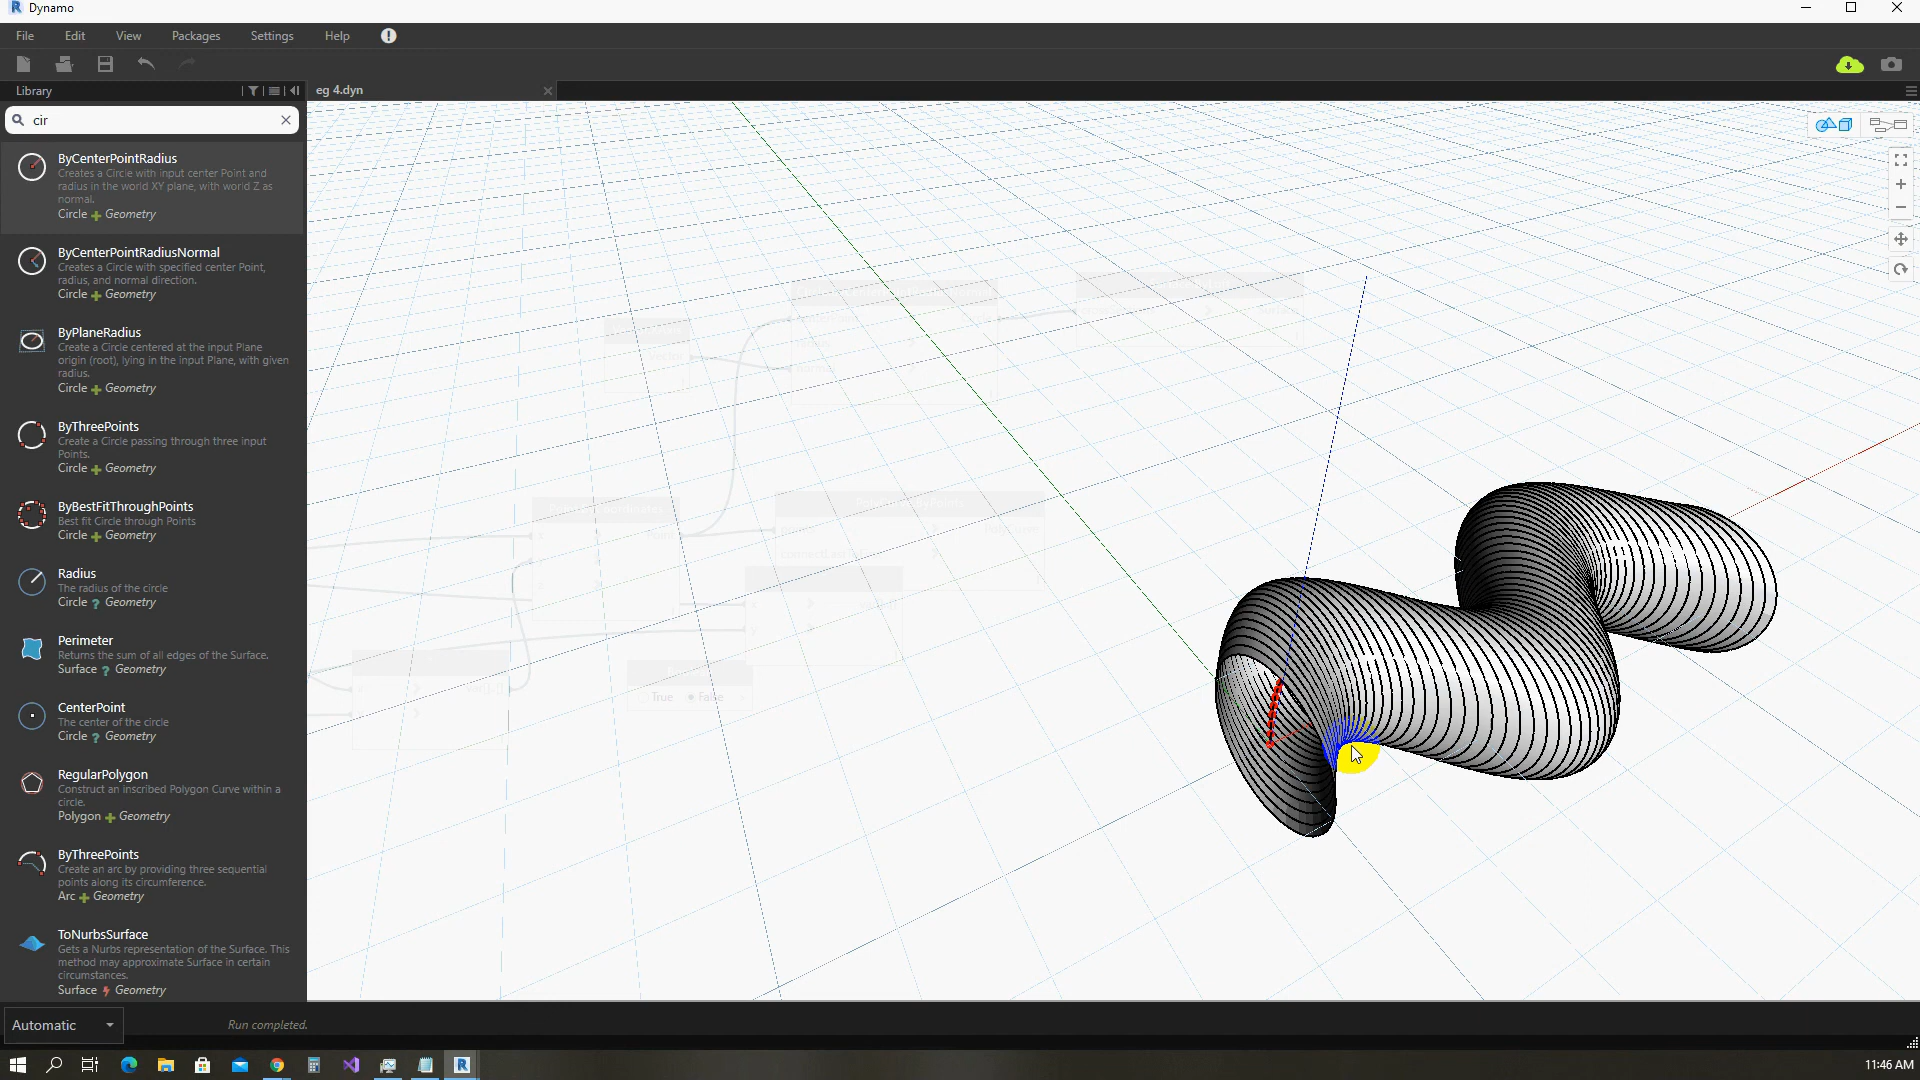 Dynamo
File Edit View Packages Settings Help
Library
eg 4.dyn
cir
ByCenterPointRadius
Creates a Circle with input center Point and
radius in the world XY plane, with world Z as
normal.
Circle Geometry
ByCenterPointRadiusNormal
Creates a Circle with specified center Point,
radius, and normal direction.
Circle Geometry
ByPlaneRadius
Create a Circle centered at the input Plane
origin (root), lying in the input Plane, with given
radius.
Circle Geometry
ByThreePoints
Create a Circle passing through three input
Points.
Circle Geometry
ByBestFitThroughPoints
Best fit Circle through Points
Circle Geometry
Radius
The radius of the circle
Circle ? Geometry
Perimeter
Returns the sum of all edges of the Surface.
Surface ? Geometry
CenterPoint
The center of the circle
Circle ? Geometry
RegularPolygon
Construct an inscribed Polygon Curve within a
circle.
Polygon Geometry
ByThreePoints
Create an arc by providing three sequential
points along its circumference.
Arc Geometry
ToNurbsSurface
Gets a Nurbs representation of the Surface. This
method may approximate Surface in certain
circumstances.
Surface Geometry
True False
Automatic
Run completed.
11:46 AM